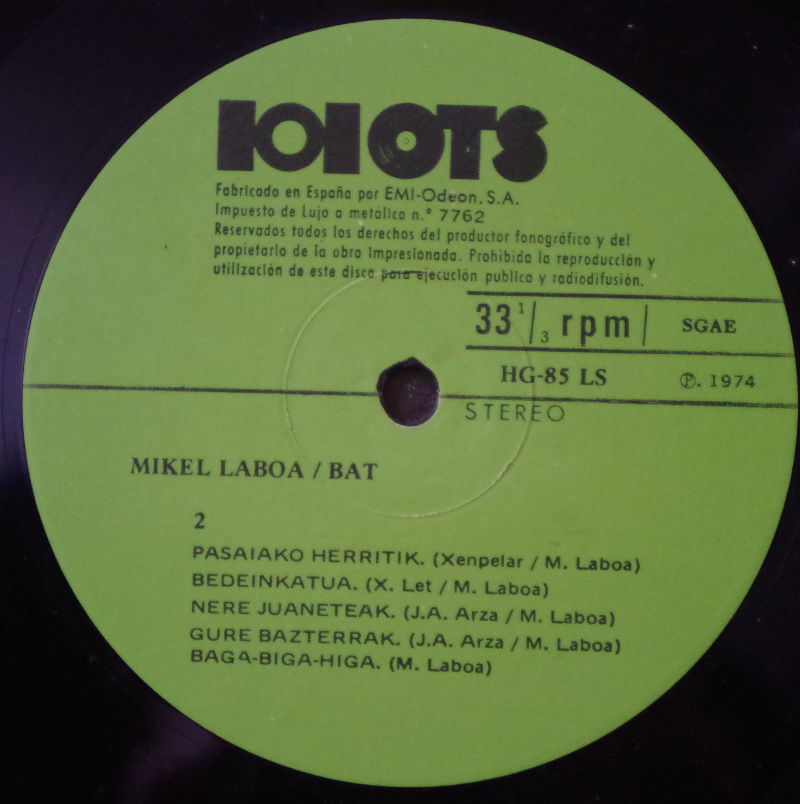 IOIOTS
Fabricado en España por EMI-Odeon, S.A.
Impuesto de Lujo a metálico n.º 7762
Reservados todos los derechos del productor fonográfico y del
propietario de la obra impresionada. Prohibida la reproducción y
utilización de este disco para ejecución publica y radiodifusión.
33 1/3 rpm SGAE
HG-85 LS ℗. 1974
STEREO
MIKEL LABOA / BAT
2
PASAIAKO HERRITIK. (Xenpelar / M. Laboa)
BEDEINKATUA. (X. Let / M. Laboa)
NERE JUANETEAK. (J.A. Arza / M. Laboa)
GURE BAZTERRAK. (J.A. Arza / M. Laboa)
BAGA-BIGA-HIGA. (M. Laboa)